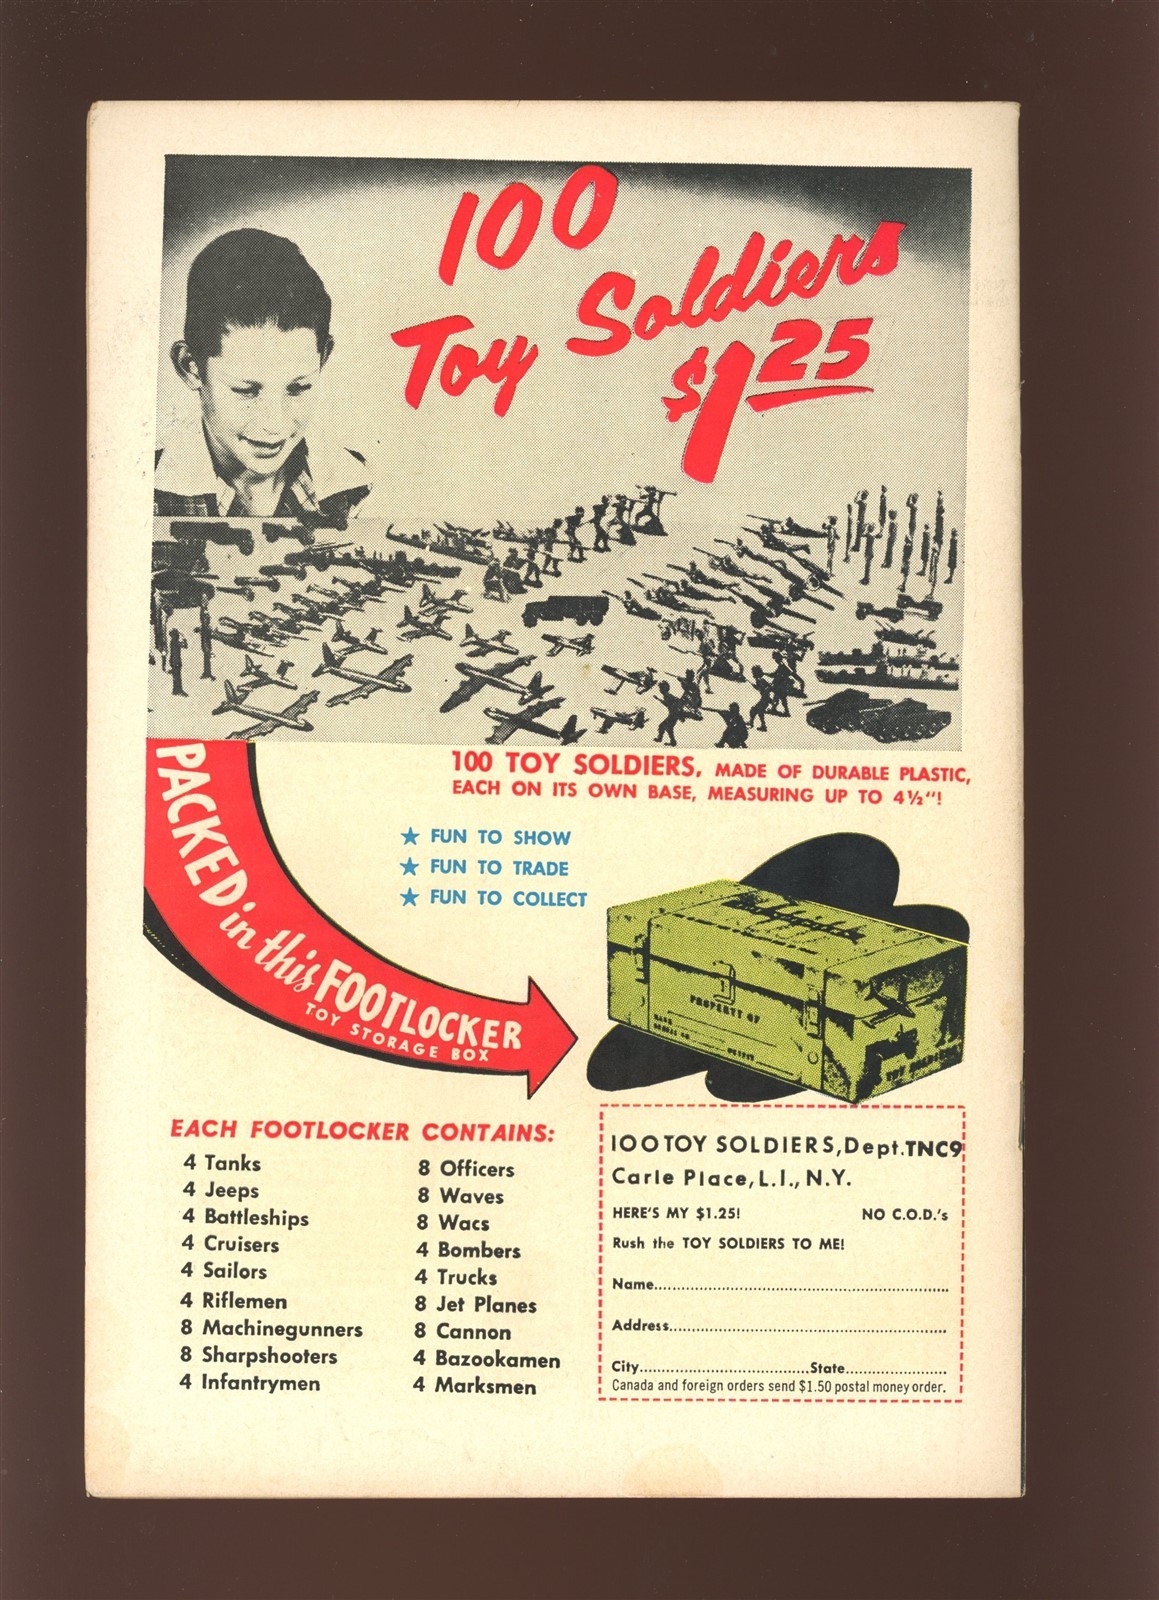 100
Toy Soldiers
$1.25
100 TOY SOLDIERS, MADE OF DURABLE PLASTIC,
EACH ON ITS OWN BASE, MEASURING UP TO 4½"!
PACKED in this FOOTLOCKER
TOY STORAGE BOX
★ FUN TO SHOW
★ FUN TO TRADE
★ FUN TO COLLECT
PROPERTY OF
EACH FOOTLOCKER CONTAINS:
4 Tanks
4 Jeeps
4 Battleships
4 Cruisers
4 Sailors
4 Riflemen
8 Machinegunners
8 Sharpshooters
4 Infantrymen
8 Officers
8 Waves
8 Wacs
4 Bombers
4 Trucks
8 Jet Planes
8 Cannon
4 Bazookamen
4 Marksmen
100 TOY SOLDIERS, Dept. TNC9
Carle Place, L.I., N.Y.
HERE'S MY $1.25! NO C.O.D.'s
Rush the TOY SOLDIERS TO ME!
Name
Address
City State
Canada and foreign orders send $1.50 postal money order.